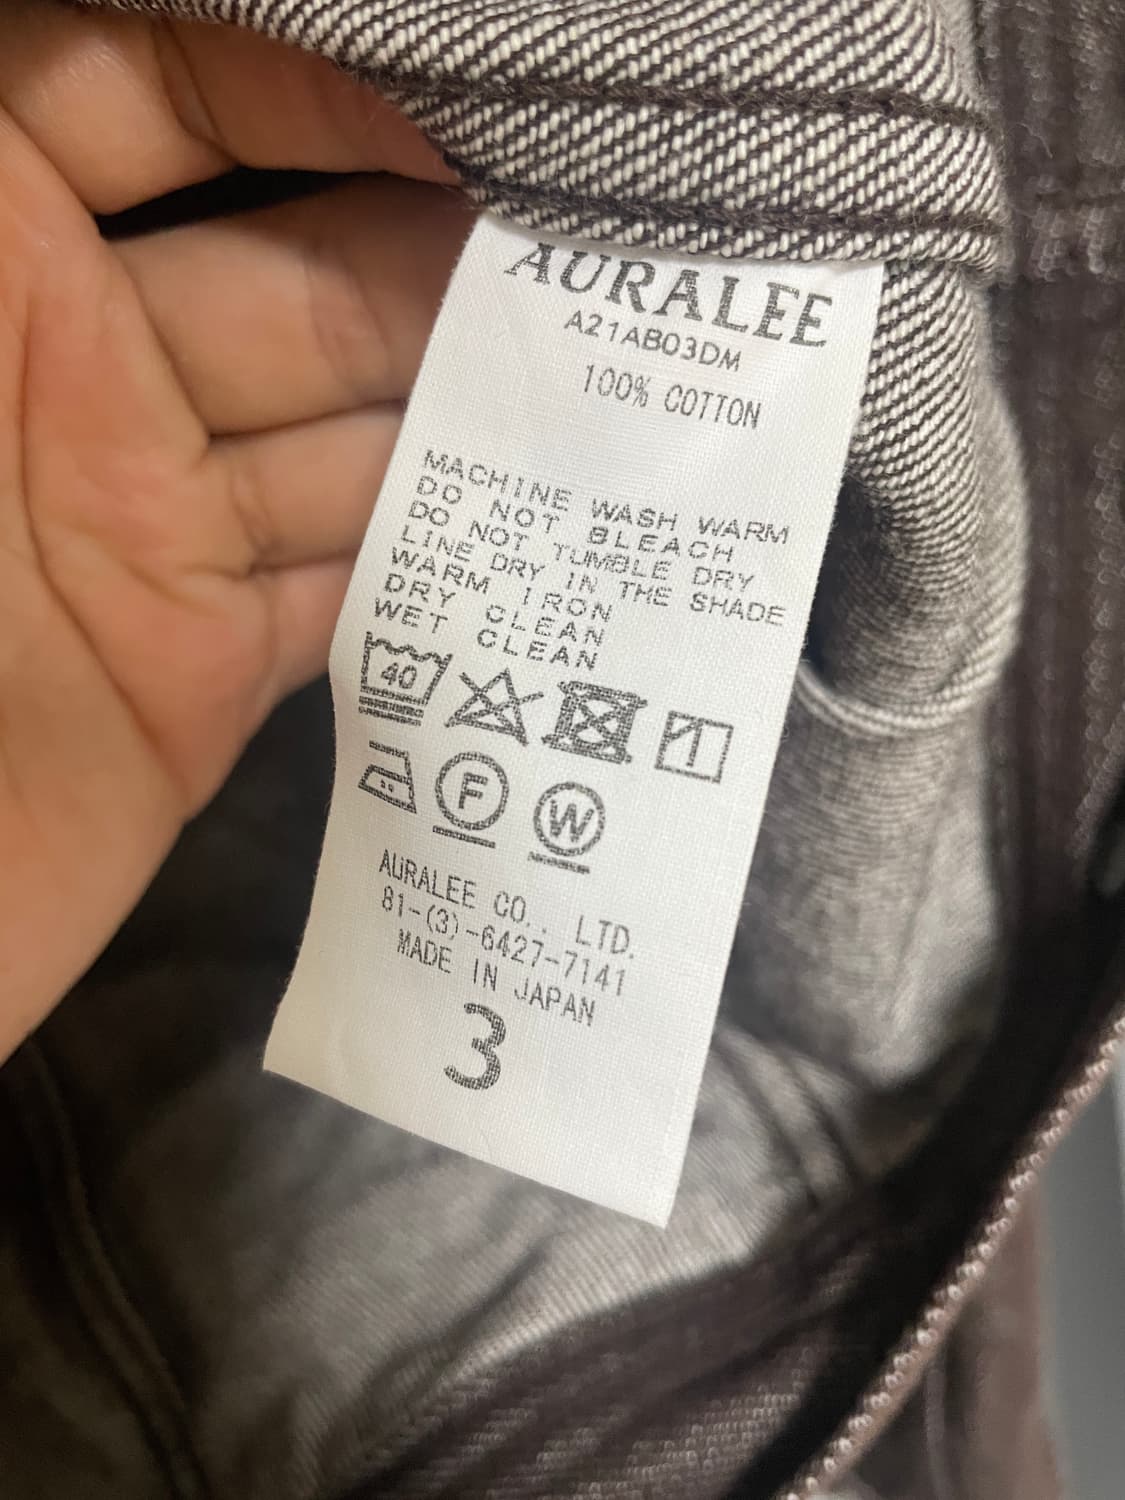 AURALEE
A21AB03DM
100% COTTON
MACHINE WASH WARM
DO NOT BLEACH
DO NOT TUMBLE DRY
LINE DRY IN THE SHADE
WARM IRON
DRY CLEAN
WET CLEAN
40
F
W
AURALEE CO., LTD.
81-(3)-6427-7141
MADE IN JAPAN
3